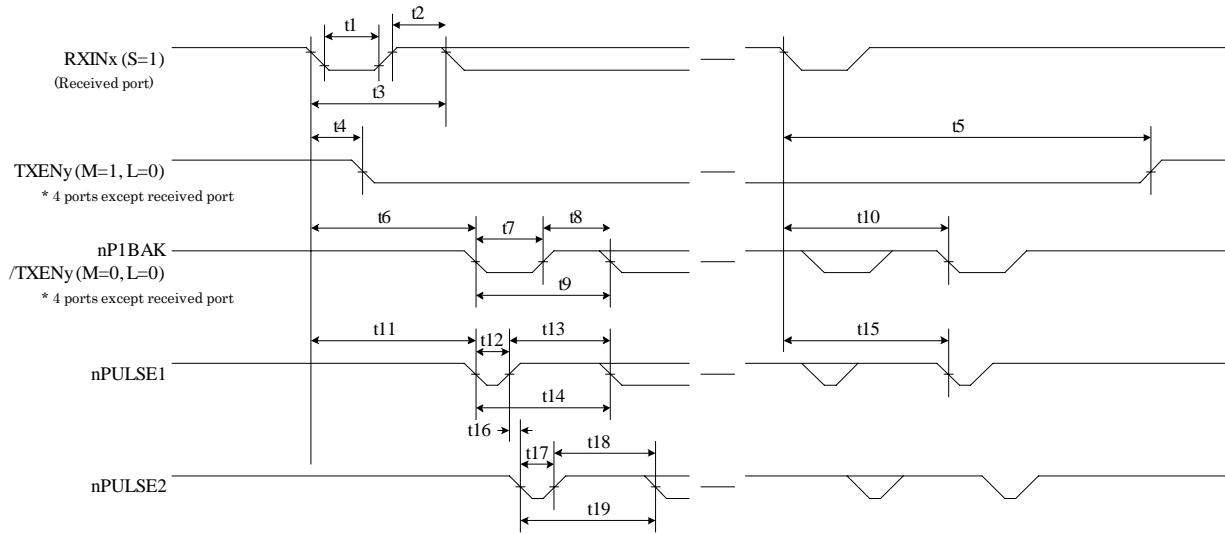 t1
t2
RXINx (S=1)
(Received port)
t3
t4
t5
TXENy (M=1, L=0)
* 4 ports except received port
t6
t7
t8
t10
nP1BAK
/TXENy (M=0, L=0)
t9
* 4 ports except received port
t11
t12
t13
t15
nPULSE1
t14
t16
t17
t18
nPULSE2
t19